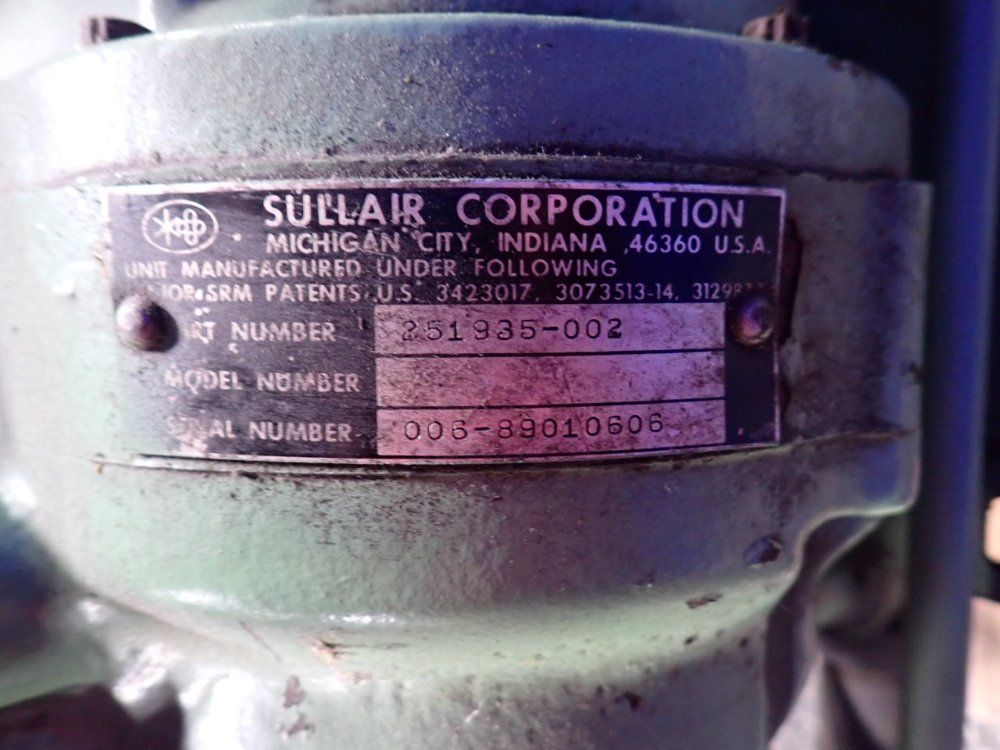 SULLAIR CORPORATION
MICHIGAN CITY, INDIANA 46360 U.S.A.
UNIT MANUFACTURED UNDER FOLLOWING
SRM PATENTS, U.S. 3423017, 3073513-14,
NUMBER 251935-002
MODEL NUMBER
NUMBER 006-89010606